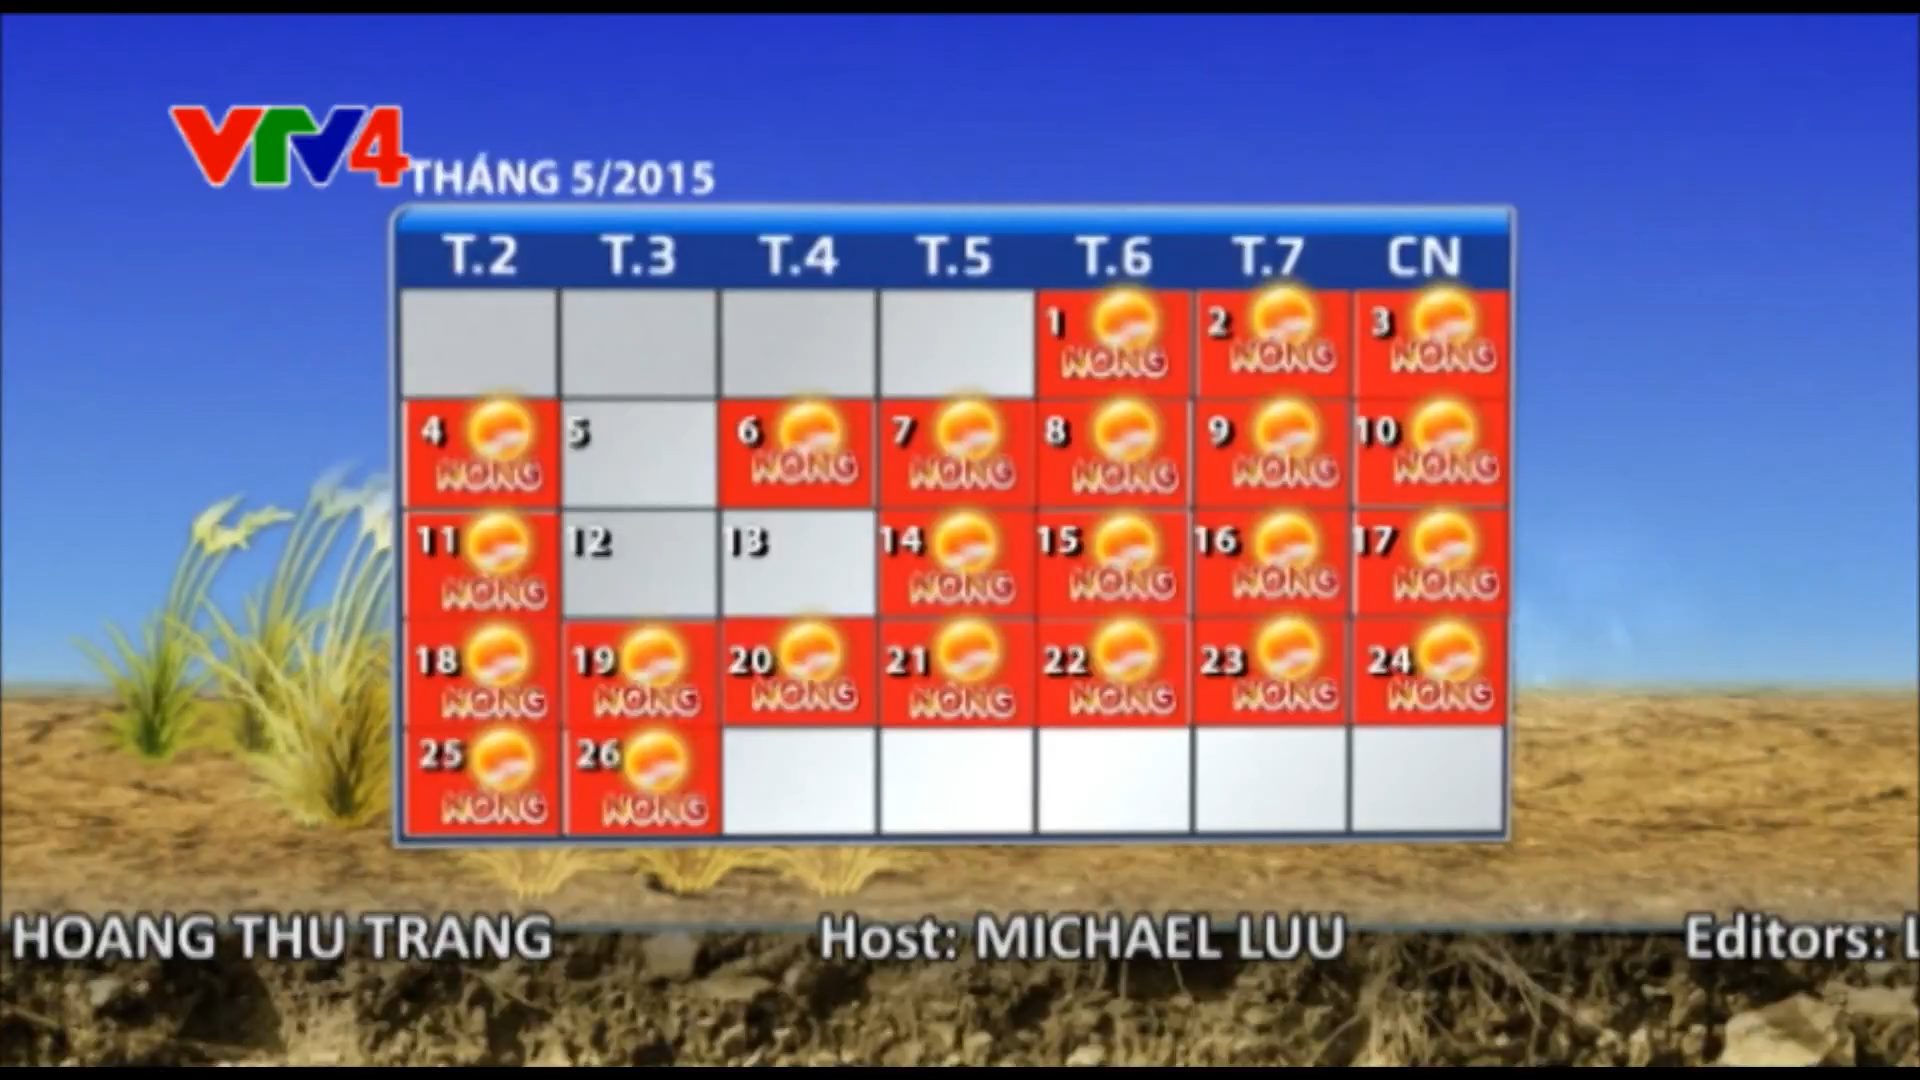 VTV4
THÁNG 5/2015
T.2 T.3 T.4 T.5 T.6 T.7 CN
1 NÓNG 2 NÓNG 3 NÓNG
4 NÓNG 5 6 NÓNG 7 NÓNG 8 NÓNG 9 NÓNG 10 NÓNG
11 NÓNG 12 13 14 NÓNG 15 NÓNG 16 NÓNG 17 NÓNG
18 NÓNG 19 NÓNG 20 NÓNG 21 NÓNG 22 NÓNG 23 NÓNG 24 NÓNG
25 NÓNG 26 NÓNG
HOANG THU TRANG Host: MICHAEL LUU Editors: L